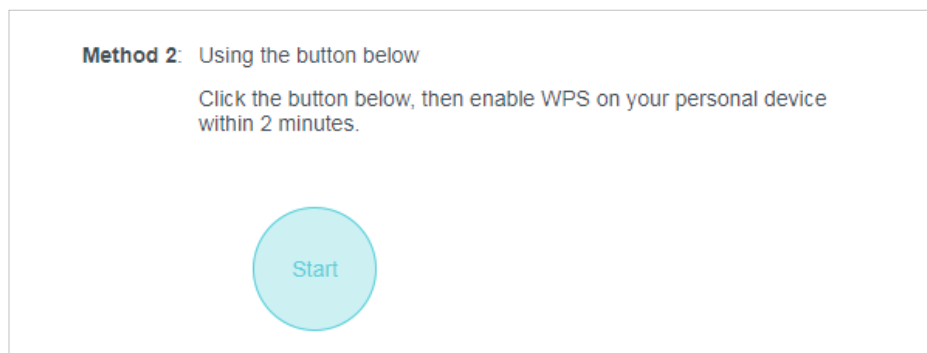 Method 2: Using the button below
Click the button below, then enable WPS on your personal device
within 2 minutes.
Start